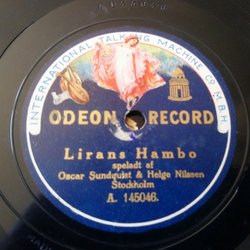 INTERNATIONAL TALKING MACHINE CO. M.B.H.
ODEON RECORD
Lirans Hambo
speladt af
Oscar Sundquist & Helge Nilssen
Stockholm
A. 145046.